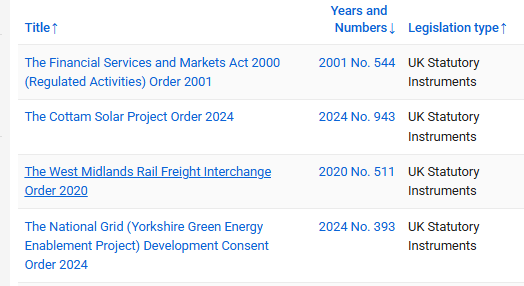 Title↑
Years and
Numbers↓
Legislation type↑
The Financial Services and Markets Act 2000
(Regulated Activities) Order 2001
2001 No. 544
UK Statutory
Instruments
The Cottam Solar Project Order 2024
2024 No. 943
UK Statutory
Instruments
The West Midlands Rail Freight Interchange
Order 2020
2020 No. 511
UK Statutory
Instruments
The National Grid (Yorkshire Green Energy
Enablement Project) Development Consent
Order 2024
2024 No. 393
UK Statutory
Instruments